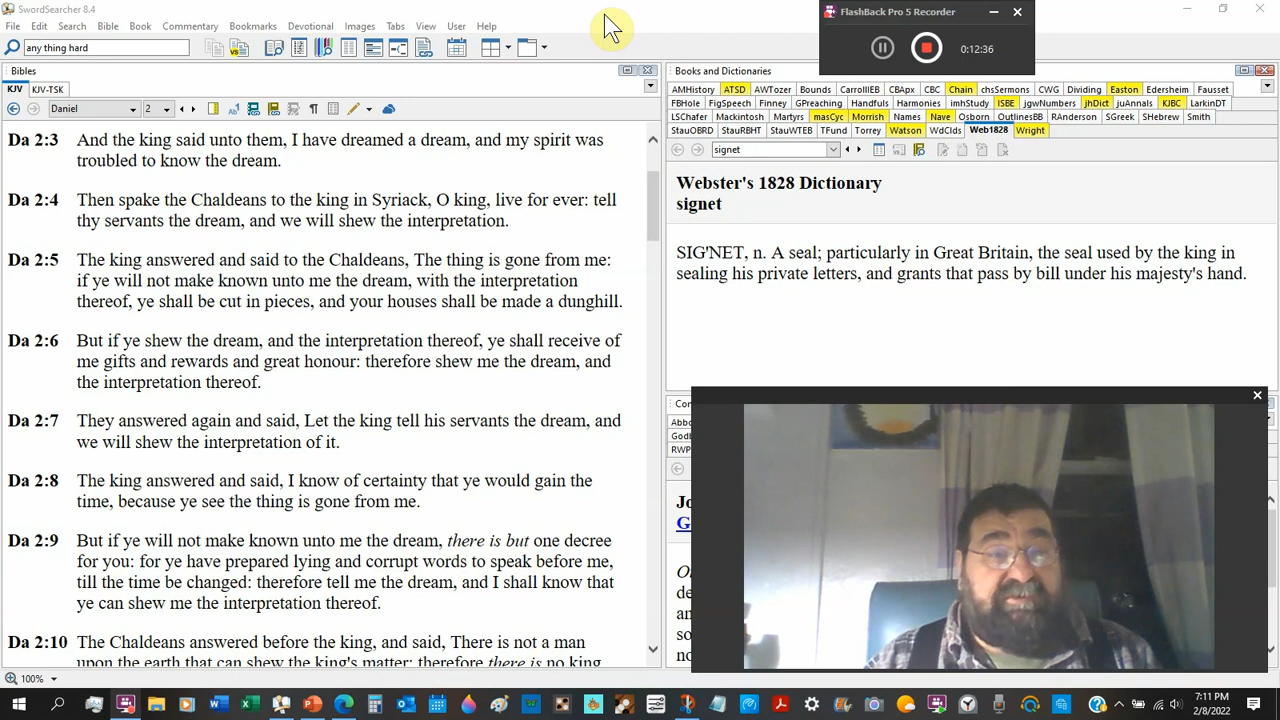 SwordSearcher 8.4
File Edit Search Bible Book Commentary Bookmarks Devotional Images Tabs View User Help
any thing hard
Bibles
KJV KJV-TSK
Daniel 2
Da 2:3 And the king said unto them, I have dreamed a dream, and my spirit was
troubled to know the dream.
Da 2:4 Then spake the Chaldeans to the king in Syriack, O king, live for ever: tell
thy servants the dream, and we will shew the interpretation.
Da 2:5 The king answered and said to the Chaldeans, The thing is gone from me:
if ye will not make known unto me the dream, with the interpretation
thereof, ye shall be cut in pieces, and your houses shall be made a dunghill.
Da 2:6 But if ye shew the dream, and the interpretation thereof, ye shall receive of
me gifts and rewards and great honour: therefore shew me the dream, and
the interpretation thereof.
Da 2:7 They answered again and said, Let the king tell his servants the dream, and
we will shew the interpretation of it.
Da 2:8 The king answered and said, I know of certainty that ye would gain the
time, because ye see the thing is gone from me.
Da 2:9 But if ye will not make known unto me the dream, there is but one decree
for you: for ye have prepared lying and corrupt words to speak before me,
till the time be changed: therefore tell me the dream, and I shall know that
ye can shew me the interpretation thereof.
Da 2:10 The Chaldeans answered before the king, and said, There is not a man
upon the earth that can shew the king's matter: therefore there is no king
100%
FlashBack Pro 5 Recorder
0:12:36
Books and Dictionaries
AMHistory ATSD AWTozer Bounds CarrollEB CBApx CBC Chain chsSermons CWG Dividing Easton Edersheim Fausset
FBHole FigSpeech Finney GPreaching Handfuls Harmonies imhStudy ISBE jgwNumbers jhDict juAnnals KJBC LarkinDT
LSChafer Mackintosh Martyrs masCyc Morrish Names Nave Osborn OutlinesBB RAnderson SGreek SHebrew Smith
StauOBRD StauRBHT StauWTEB TFund Torrey Watson WdClds Web1828 Wright
signet
Webster's 1828 Dictionary
signet
SIG'NET, n. A seal; particularly in Great Britain, the seal used by the king in
sealing his private letters, and grants that pass by bill under his majesty's hand.
7:11 PM
2/8/2022